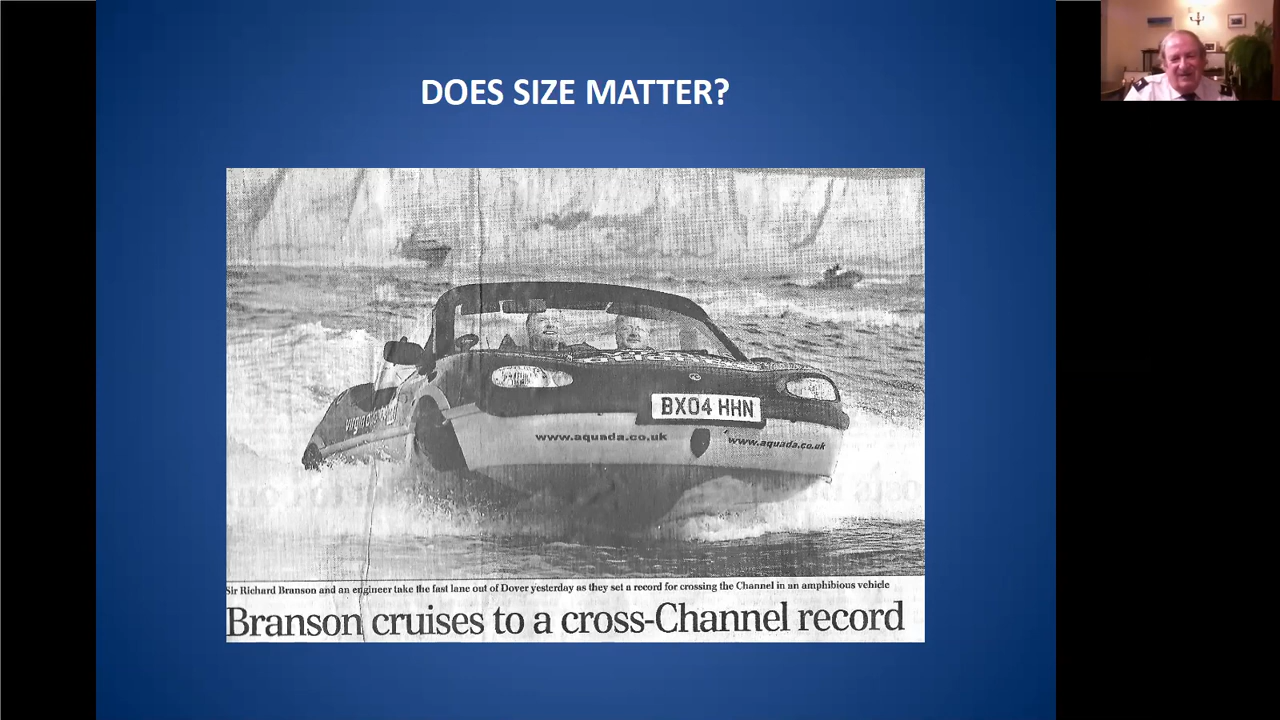 DOES SIZE MATTER?
BX04 HHN
www.aquada.co.uk
www.aquada.co.uk
Sir Richard Branson and an engineer take the fast lane out of Dover yesterday as they set a record for crossing the Channel in an amphibious vehicle
Branson cruises to a cross-Channel record